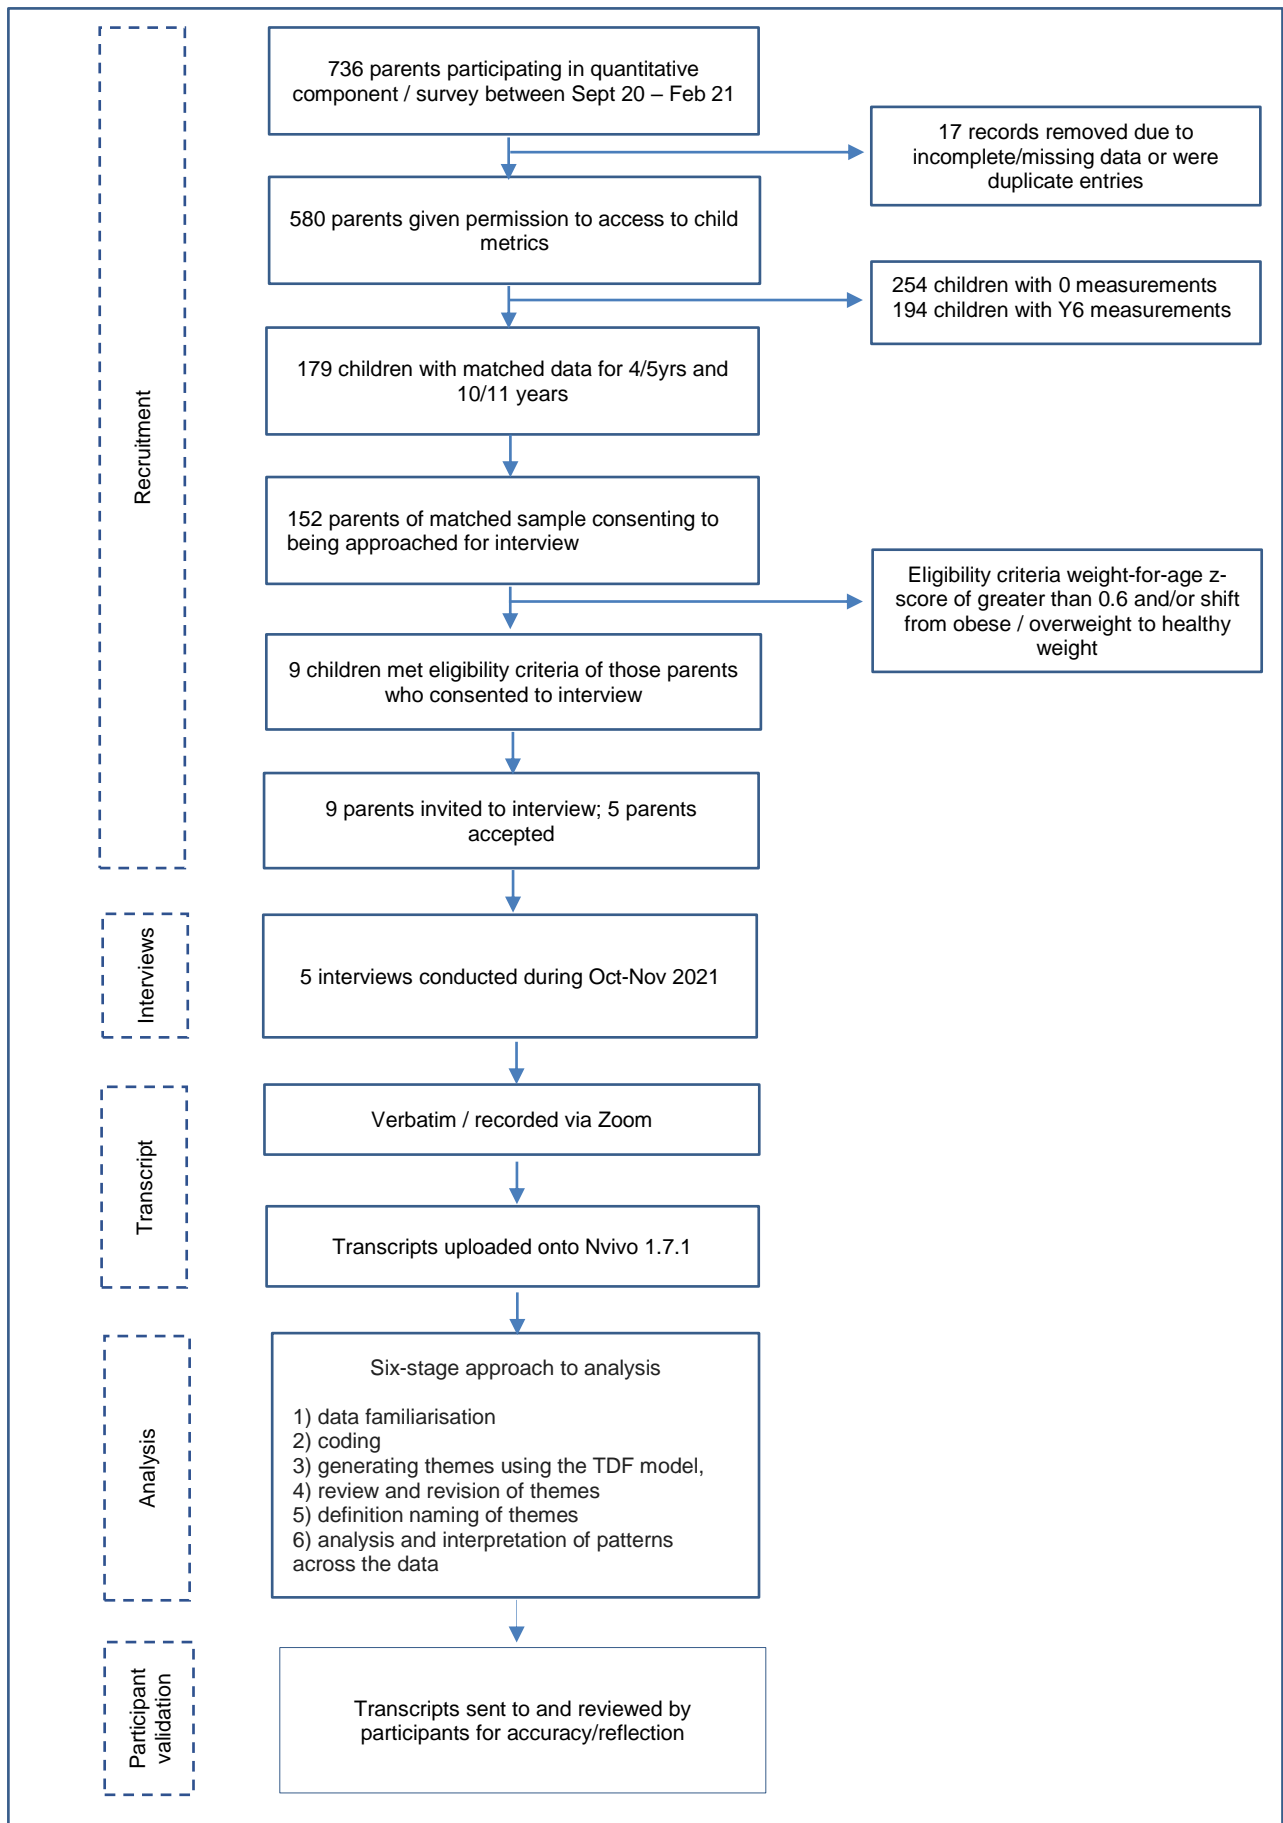 Recruitment
736 parents participating in quantitative
component / survey between Sept 20 – Feb 21
17 records removed due to
incomplete/missing data or were
duplicate entries
580 parents given permission to access to child
metrics
254 children with 0 measurements
194 children with Y6 measurements
179 children with matched data for 4/5yrs and
10/11 years
152 parents of matched sample consenting to
being approached for interview
Eligibility criteria weight-for-age z-
score of greater than 0.6 and/or shift
from obese / overweight to healthy
weight
9 children met eligibility criteria of those parents
who consented to interview
9 parents invited to interview; 5 parents
accepted
Interviews
5 interviews conducted during Oct-Nov 2021
Transcript
Verbatim / recorded via Zoom
Transcripts uploaded onto Nvivo 1.7.1
Analysis
Six-stage approach to analysis
1) data familiarisation
2) coding
3) generating themes using the TDF model,
4) review and revision of themes
5) definition naming of themes
6) analysis and interpretation of patterns
across the data
Participant
validation
Transcripts sent to and reviewed by
participants for accuracy/reflection